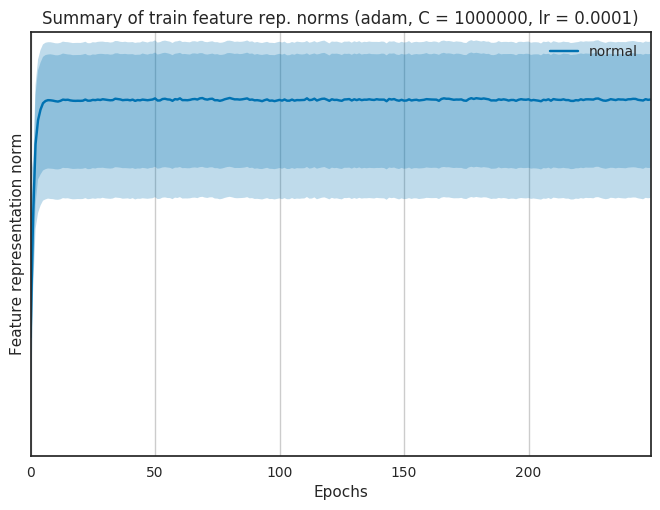 Summary of train feature rep. norms (adam, C = 1000000, lr = 0.0001)
normal
Feature representation norm
0 50 100 150 200
Epochs